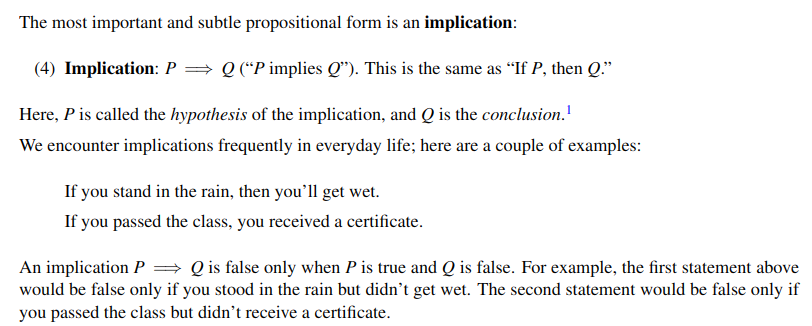 The most important and subtle propositional form is an implication:
(4) Implication: P ⟹ Q (“P implies Q”). This is the same as “If P, then Q.”
Here, P is called the hypothesis of the implication, and Q is the conclusion.1
We encounter implications frequently in everyday life; here are a couple of examples:
If you stand in the rain, then you’ll get wet.
If you passed the class, you received a certificate.
An implication P ⟹ Q is false only when P is true and Q is false. For example, the first statement above
would be false only if you stood in the rain but didn’t get wet. The second statement would be false only if
you passed the class but didn’t receive a certificate.